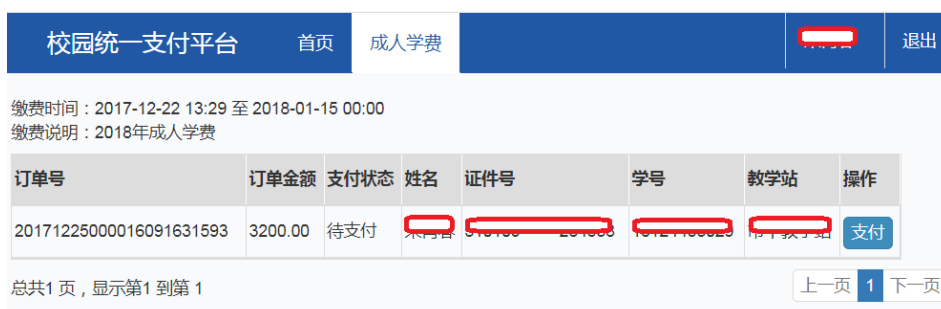 校园统一支付平台 首页 成人学费 退出
缴费时间：2017-12-22 13:29 至 2018-01-15 00:00
缴费说明：2018年成人学费
订单号 订单金额 支付状态 姓名 证件号 学号 教学站 操作
20171225000016091631593 3200.00 待支付 支付
总共1 页，显示第1 到第 1 上一页 1 下一页